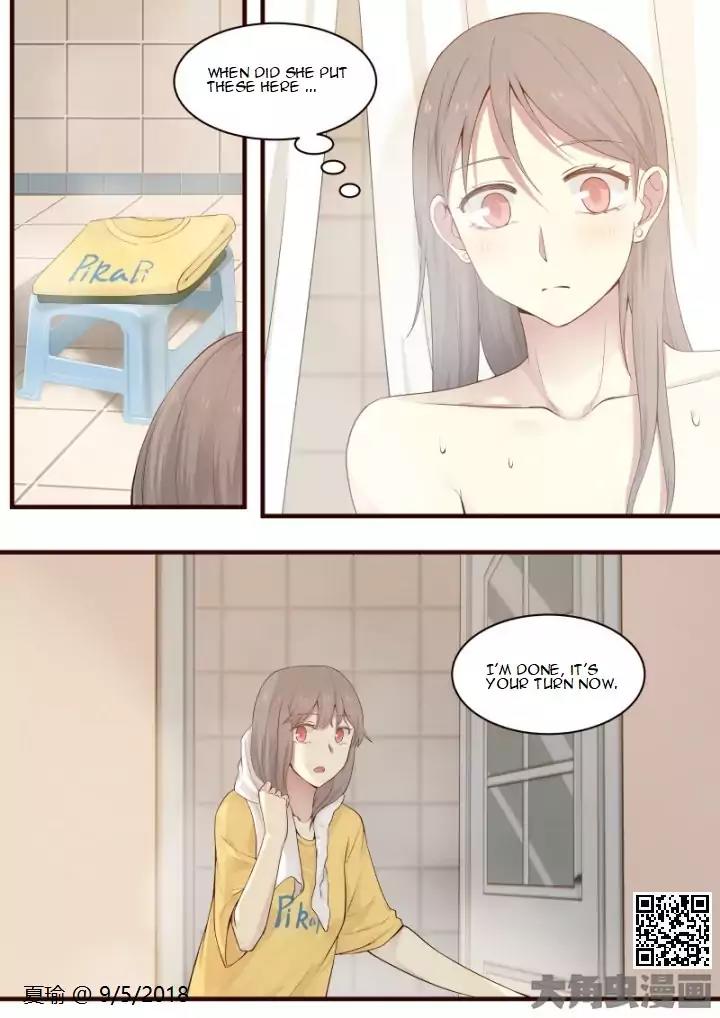 WHEN DID SHE PUT
THESE HERE ...
PiKaPi
I'M DONE, IT'S
YOUR TURN NOW.
PiKaP
夏瑜 @ 9/5/2018
大角虫漫画